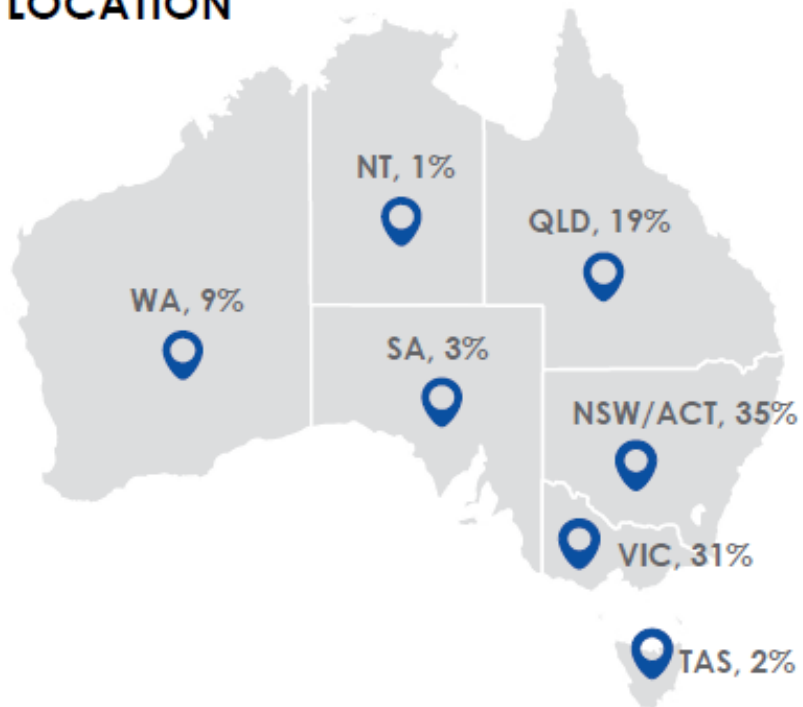 LOCATION
NT, 1%
QLD, 19%
WA, 9%
SA, 3%
NSW/ACT, 35%
VIC, 31%
TAS, 2%